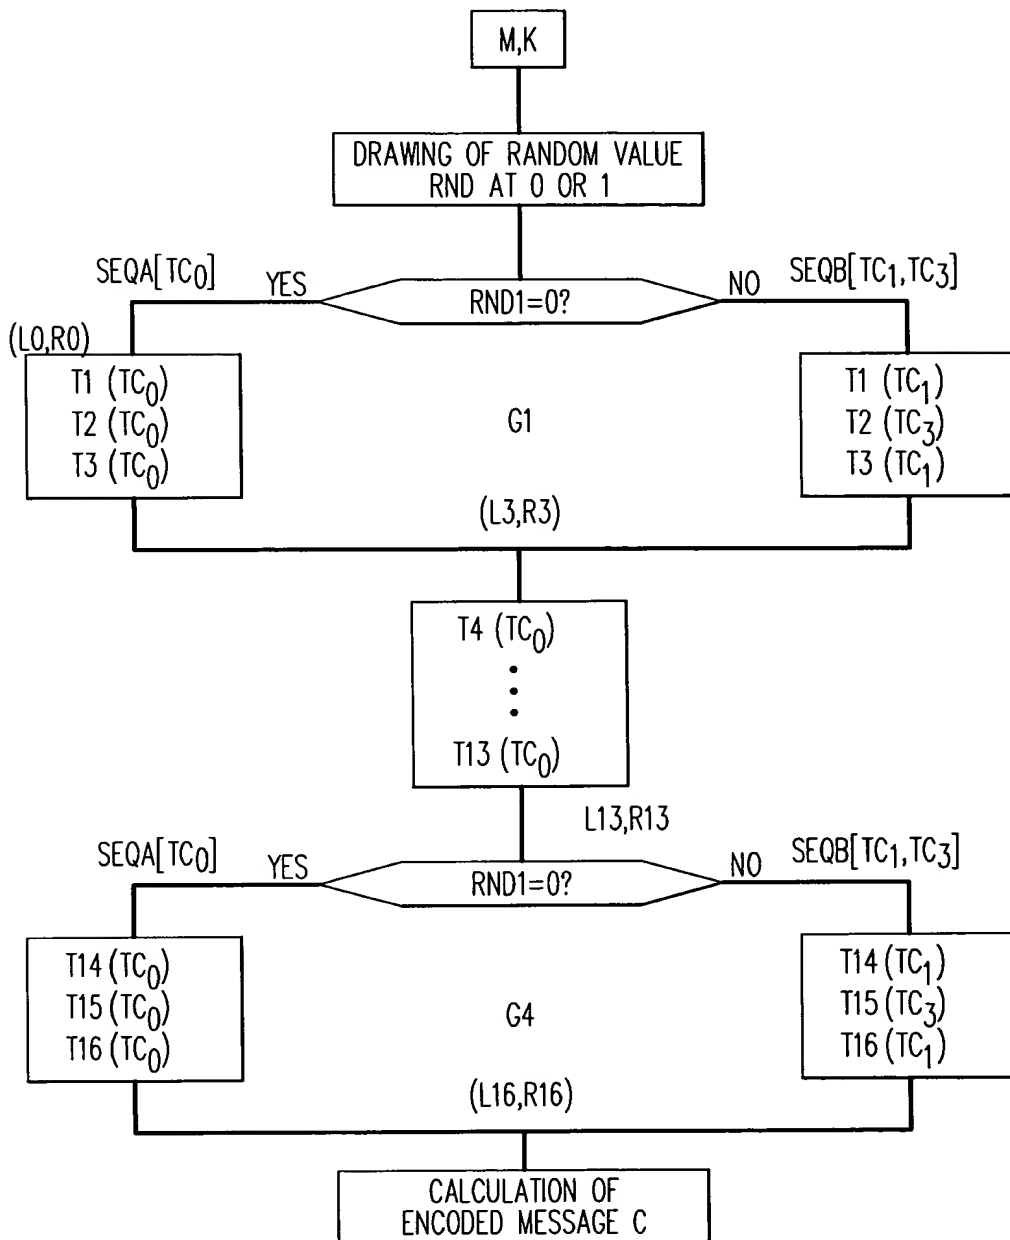 M,K
DRAWING OF RANDOM VALUE
RND AT 0 OR 1
SEQA[TC0]
YES
RND1=0?
NO
SEQB[TC1,TC3]
(L0,R0)
T1 (TC0)
T2 (TC0)
T3 (TC0)
G1
T1 (TC1)
T2 (TC3)
T3 (TC1)
(L3,R3)
T4 (TC0)
T13 (TC0)
L13,R13
SEQA[TC0]
YES
RND1=0?
NO
SEQB[TC1,TC3]
T14 (TC0)
T15 (TC0)
T16 (TC0)
G4
T14 (TC1)
T15 (TC3)
T16 (TC1)
(L16,R16)
CALCULATION OF
ENCODED MESSAGE C